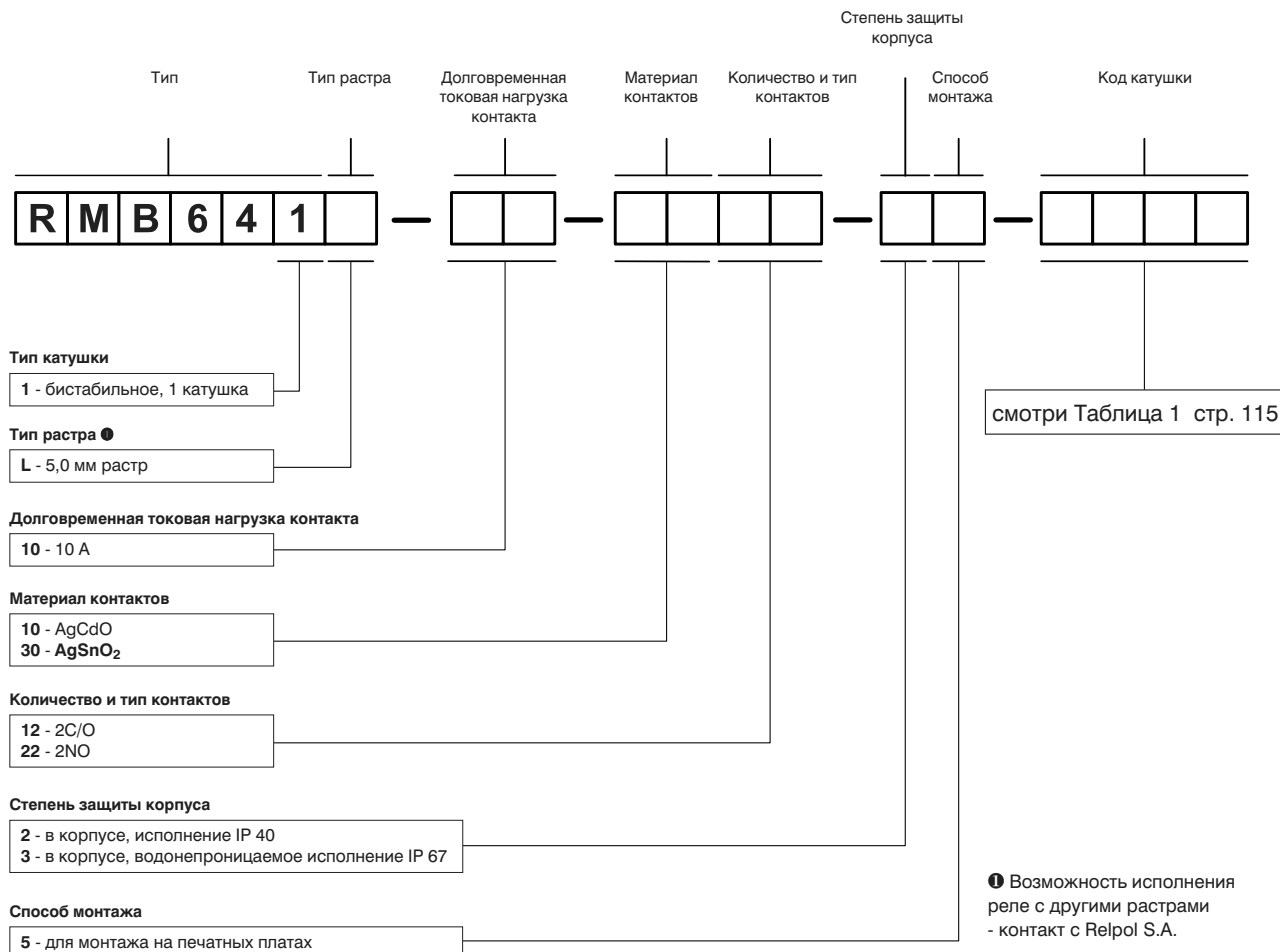 Степень защиты
корпуса
Тип
Тип растра
Долговременная
токовая нагрузка
контакта
Материал
контактов
Количество и тип
контактов
Способ
монтажа
Код катушки
R M B 6 4 1 – – – –
Тип катушки
1 - бистабильное, 1 катушка
смотри Таблица 1 стр. 115
Тип растра ❶
L - 5,0 мм растр
Долговременная токовая нагрузка контакта
10 - 10 A
Материал контактов
10 - AgCdO
30 - AgSnO₂
Количество и тип контактов
12 - 2C/O
22 - 2NO
Степень защиты корпуса
2 - в корпусе, исполнение IP 40
3 - в корпусе, водонепроницаемое исполнение IP 67
Способ монтажа
5 - для монтажа на печатных платах
❶ Возможность исполнения
реле с другими растрами
- контакт с Relpol S.A.